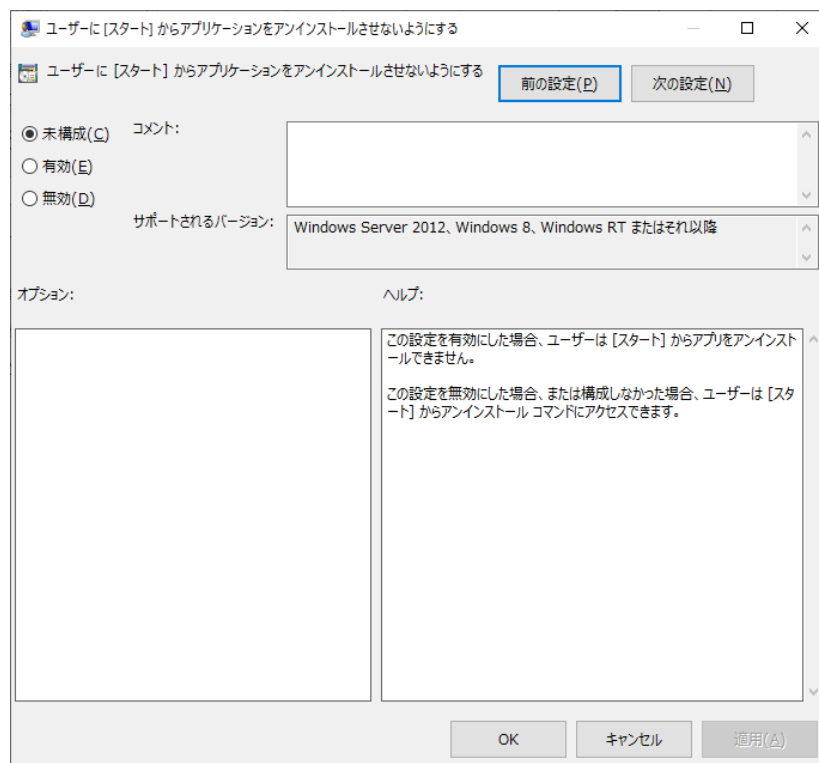 ユーザーに [スタート] からアプリケーションをアンインストールさせないようにする
ユーザーに [スタート] からアプリケーションをアンインストールさせないようにする
前の設定(P)
次の設定(N)
未構成(C)
コメント:
有効(E)
無効(D)
サポートされるバージョン:
Windows Server 2012、Windows 8、Windows RT またはそれ以降
オプション:
ヘルプ:
この設定を有効にした場合、ユーザーは [スタート] からアプリをアンインスト
ールできません。
この設定を無効にした場合、または構成しなかった場合、ユーザーは [スタ
ート] からアンインストール コマンドにアクセスできます。
OK
キャンセル
適用(A)